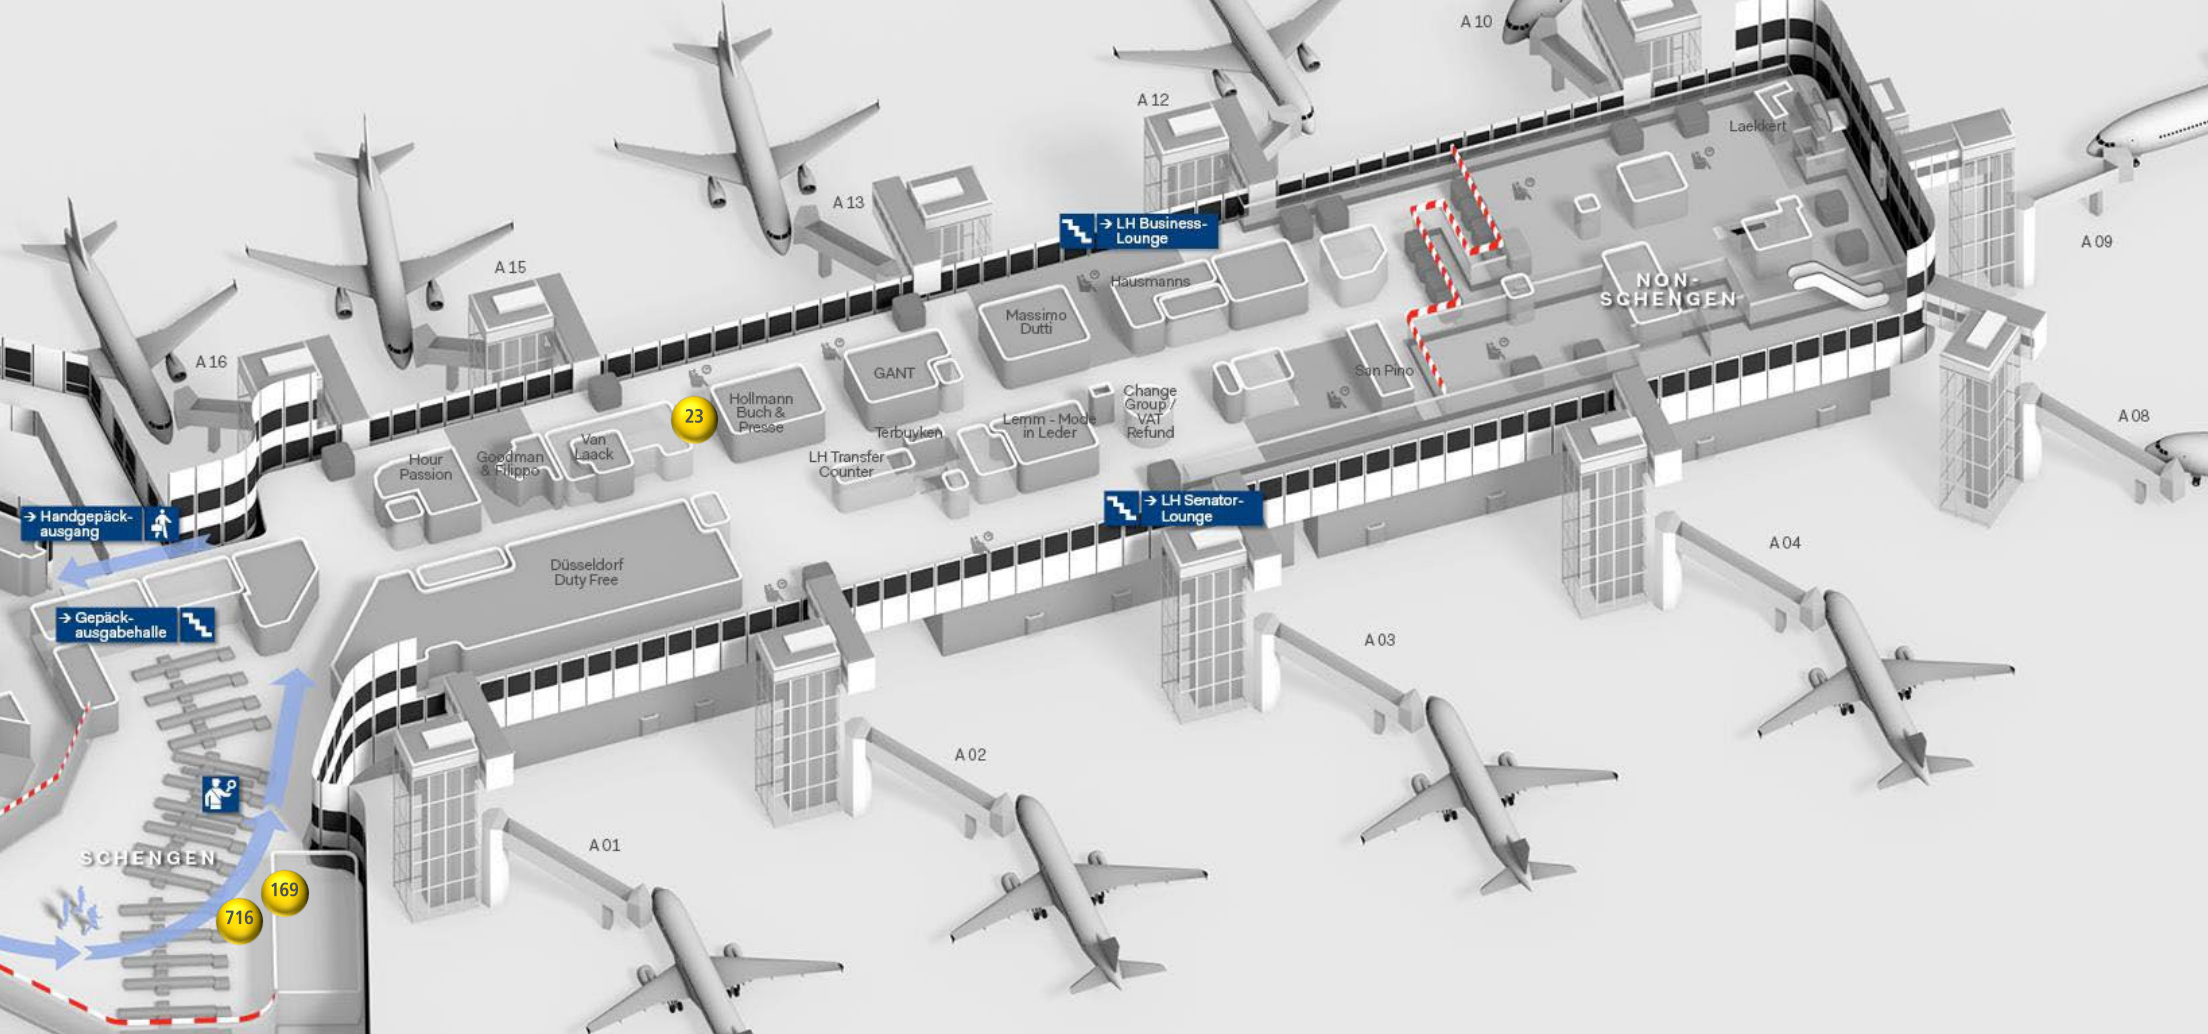 A 10
A 12
Laekkert
A 13
→ LH Business-
Lounge
A 09
A 15
Hausmanns
NON-
SCHENGEN
Massimo
Dutti
A 16
GANT
San Pino
Change
Group /
VAT
Refund
23
Hollmann
Buch &
Presse
A 08
Lemm - Mode
in Leder
Terbuyken
Van
Laack
Goodman
& Filippo
Hour
Passion
LH Transfer
Counter
→ LH Senator-
Lounge
→ Handgepäck-
ausgang
A 04
Düsseldorf
Duty Free
→ Gepäck-
ausgabehalle
A 03
A 02
A 01
SCHENGEN
169
716